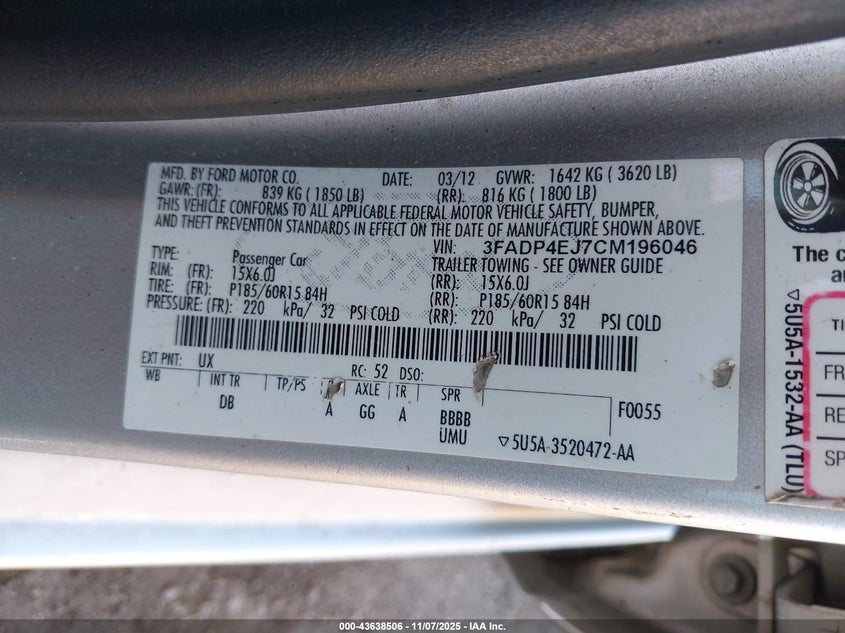 MFD. BY FORD MOTOR CO. DATE: 03/12 GVWR: 1642 KG ( 3620 LB)
GAWR: (FR): 839 KG ( 1850 LB) (RR): 816 KG ( 1800 LB)
THIS VEHICLE CONFORMS TO ALL APPLICABLE FEDERAL MOTOR VEHICLE SAFETY, BUMPER,
AND THEFT PREVENTION STANDARDS IN EFFECT ON THE DATE OF MANUFACTURE SHOWN ABOVE.
VIN: 3FADP4EJ7CM196046
TYPE: Passenger Car TRAILER TOWING - SEE OWNER GUIDE
RIM: (FR): 15X6.0J (RR): 15X6.0J
TIRE: (FR): P185/60R15 84H (RR): P185/60R15 84H
PRESSURE: (FR): 220 kPa/ 32 PSI COLD (RR): 220 kPa/ 32 PSI COLD
EXT PNT: UX RC: 52 DSO:
WB INT TR TP/PS AXLE TR SPR
DB A GG A BBBB F0055
UMU ▽5U5A-3520472-AA
The c
a
▽5U5A-1532-AA (TLU)
TI
FR
RE
SP
000-43638506 - 11/07/2025 - IAA Inc.